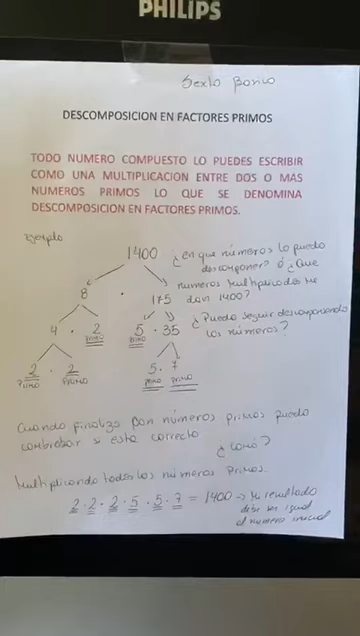 PHILIPS
Sexto Basico
DESCOMPOSICION EN FACTORES PRIMOS
TODO NUMERO COMPUESTO LO PUEDES ESCRIBIR
COMO UNA MULTIPLICACION ENTRE DOS O MAS
NUMEROS PRIMOS LO QUE SE DENOMINA
DESCOMPOSICION EN FACTORES PRIMOS.
Ejemplo
1400 ¿en que números lo puedo
descomponer? ó ¿Que
números multiplicados me
dan 1400?
8 · 175
¿Puedo seguir descomponiendo
los números?
4 · 2 5 · 35
primo primo
2 · 2 5 · 7
primo primo primo primo
Cuando finaliza con números primos puedo
comprobar si esta correcto
¿Como?
Multiplicando todos los números primos.
2 · 2 · 2 · 5 · 5 · 7 = 1400 → Mi resultado
debe ser igual
al numero inicial